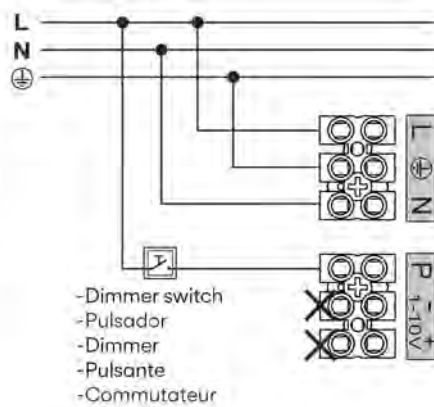 L
N
L
N
P
- +
1-10V
-Dimmer switch
-Pulsador
-Dimmer
-Pulsante
-Commutateur